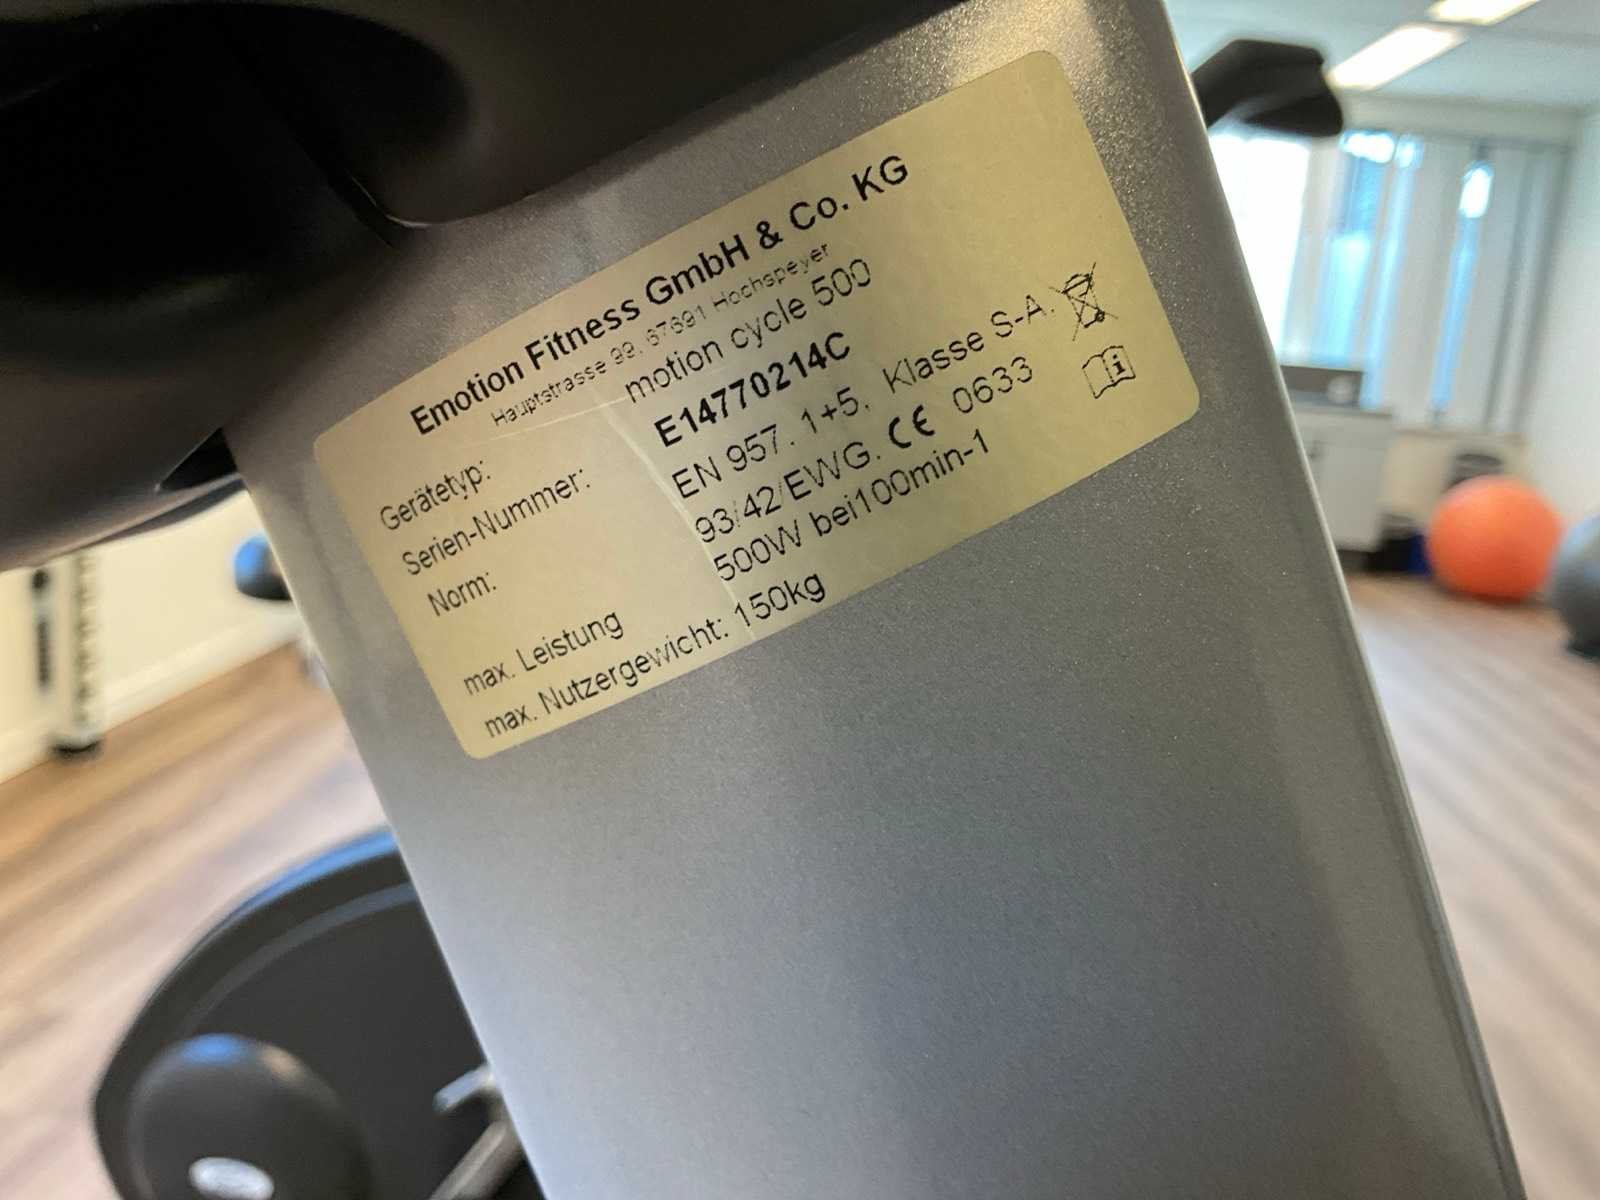 Emotion Fitness GmbH & Co. KG
Hauptstrasse 99, 67691 Hochspeyer
Gerätetyp: motion cycle 500
Serien-Nummer: E14770214C
Norm: EN 957. 1+5, Klasse S-A.
93/42/EWG. CE 0633
max. Leistung 500W bei100min-1
max. Nutzergewicht: 150kg